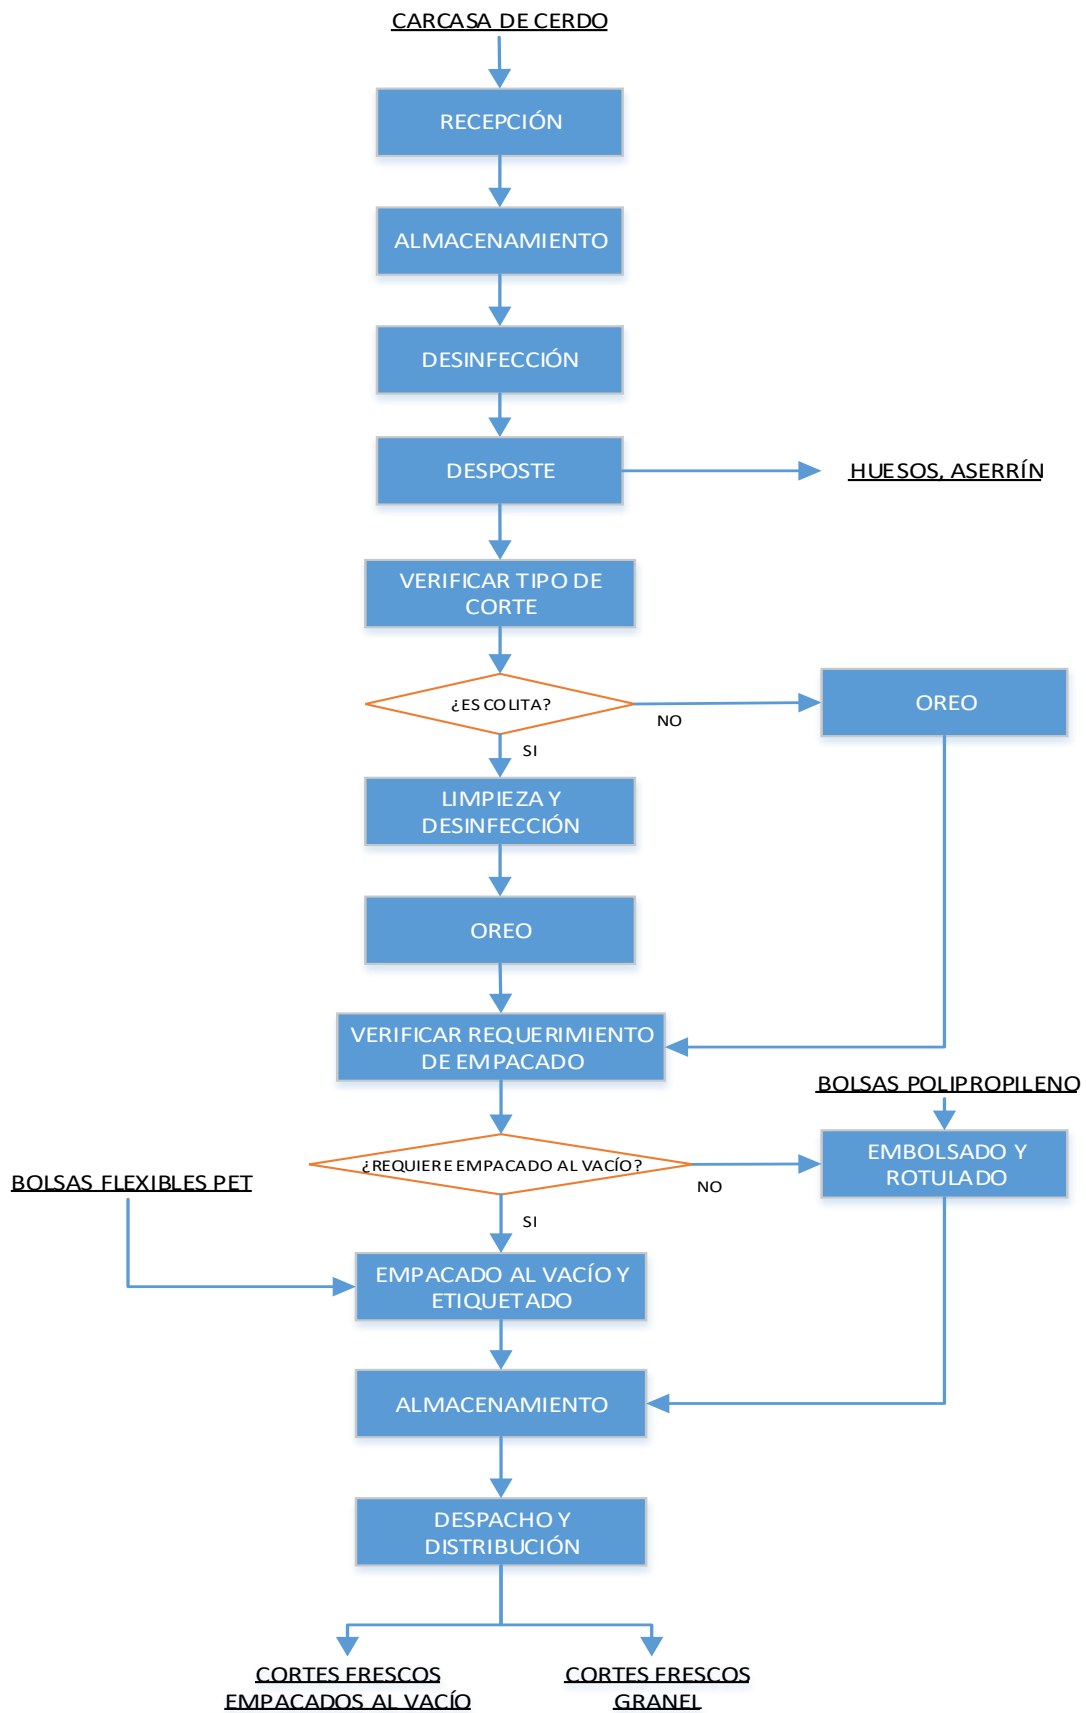 CARCASA DE CERDO
RECEPCIÓN
ALMACENAMIENTO
DESINFECCIÓN
DESPOSTE
HUESOS, ASERRÍN
VERIFICAR TIPO DE
CORTE
¿ES COLITA?
NO
OREO
SI
LIMPIEZA Y
DESINFECCIÓN
OREO
VERIFICAR REQUERIMIENTO
DE EMPACADO
BOLSAS POLIPROPILENO
¿REQUIERE EMPACADO AL VACÍO?
NO
EMBOLSADO Y
ROTULADO
BOLSAS FLEXIBLES PET
SI
EMPACADO AL VACÍO Y
ETIQUETADO
ALMACENAMIENTO
DESPACHO Y
DISTRIBUCIÓN
CORTES FRESCOS
EMPACADOS AL VACÍO
CORTES FRESCOS
GRANEL